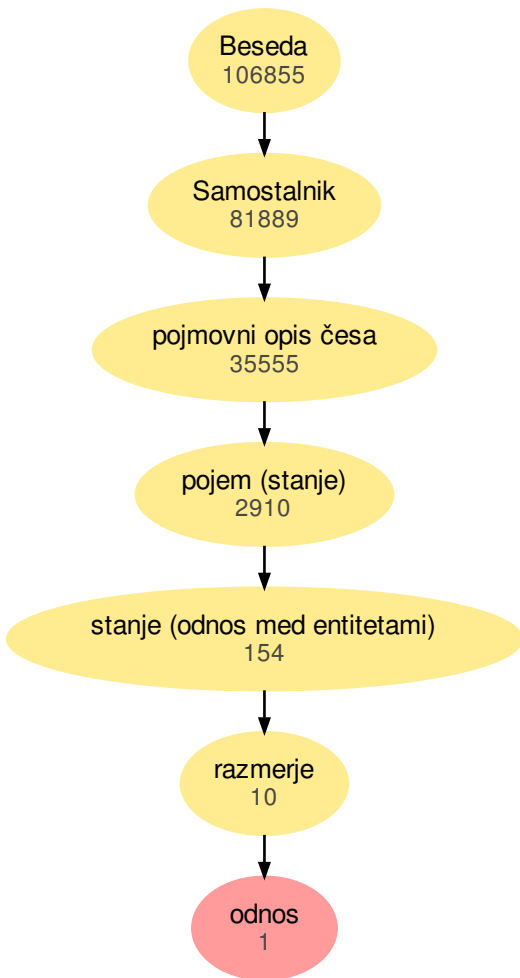 Beseda
106855
Samostalnik
81889
pojmovni opis česa
35555
pojem (stanje)
2910
stanje (odnos med entitetami)
154
razmerje
10
odnos
1